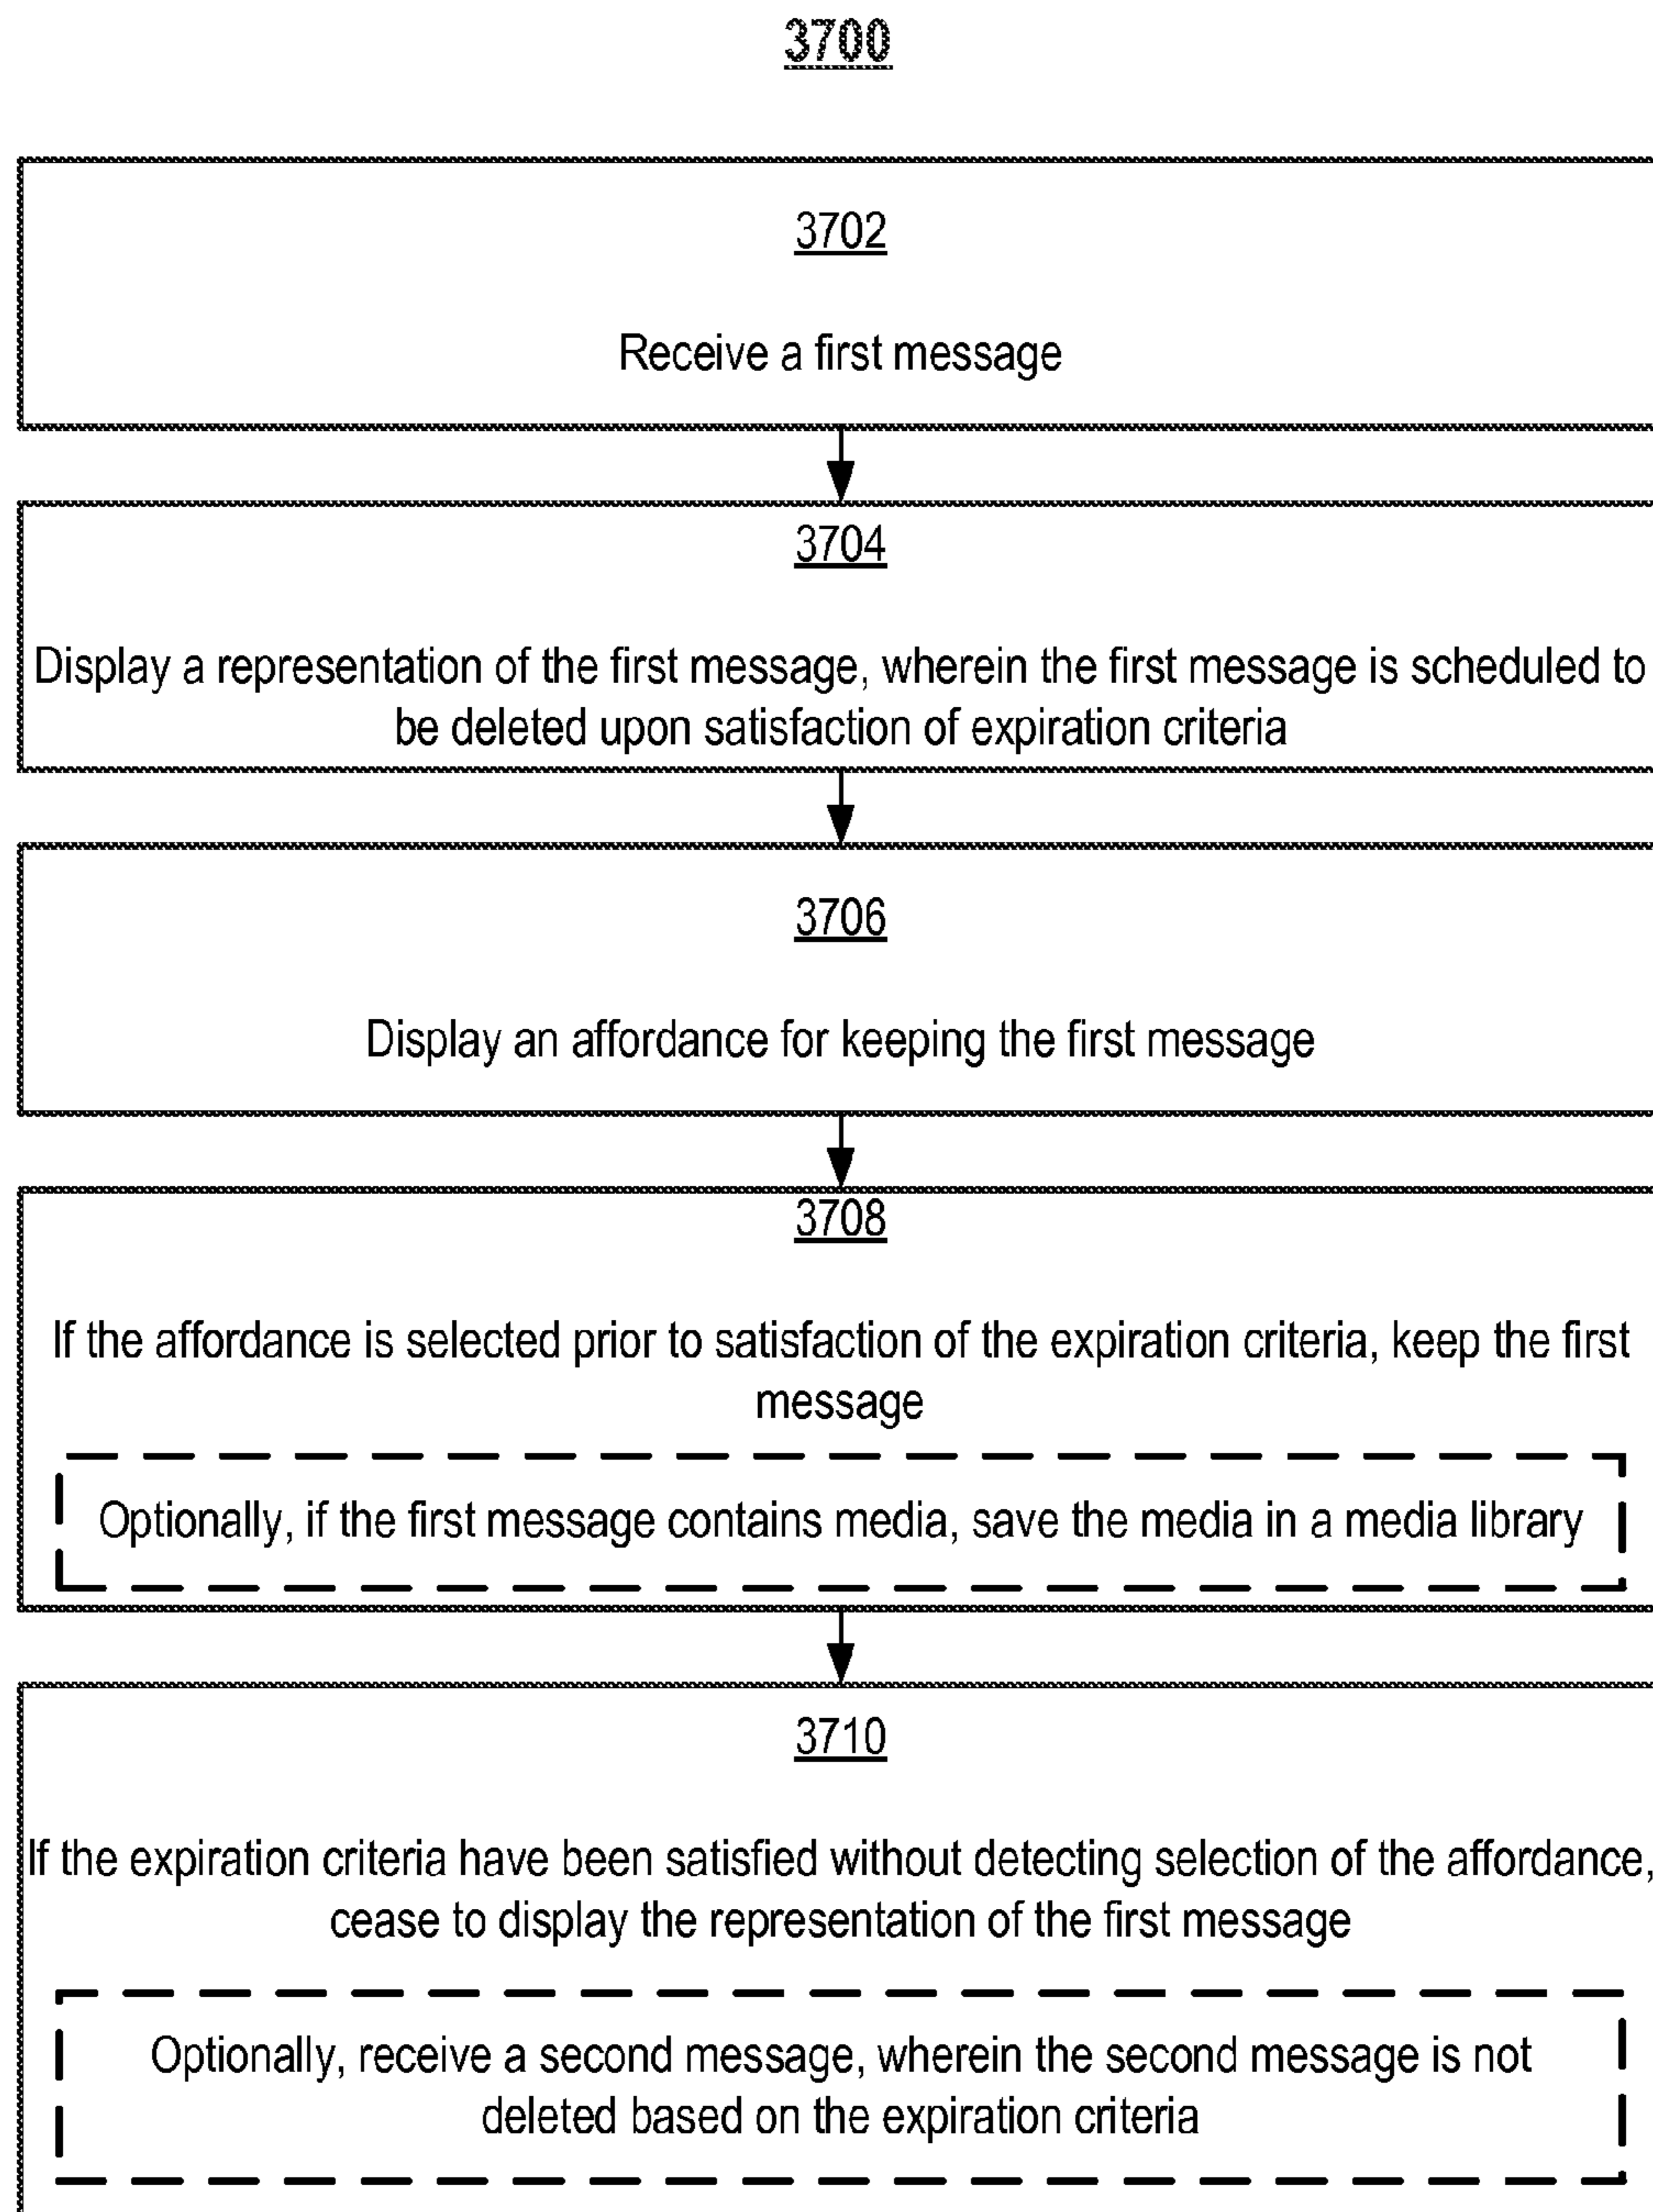 3700
3702
Receive a first message
3704
Display a representation of the first message, wherein the first message is scheduled to
be deleted upon satisfaction of expiration criteria
3706
Display an affordance for keeping the first message
3708
If the affordance is selected prior to satisfaction of the expiration criteria, keep the first
message
Optionally, if the first message contains media, save the media in a media library
3710
If the expiration criteria have been satisfied without detecting selection of the affordance,
cease to display the representation of the first message
Optionally, receive a second message, wherein the second message is not
deleted based on the expiration criteria